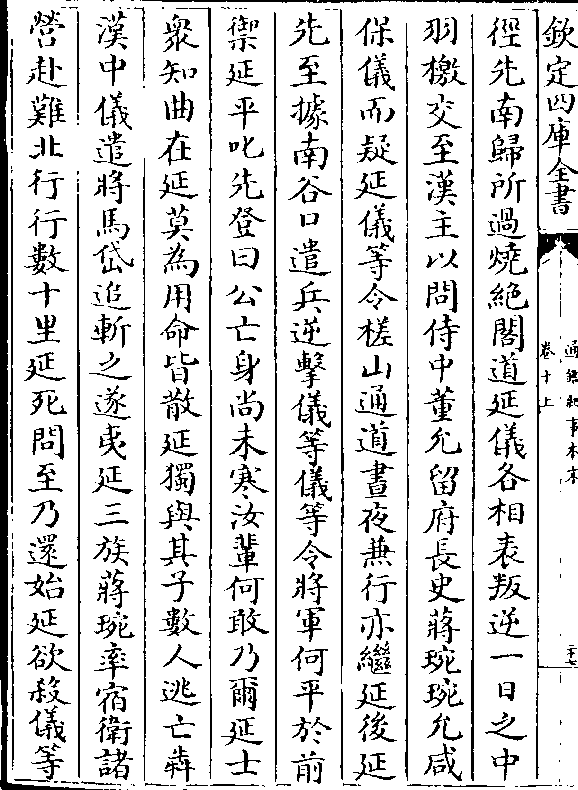 欽定四庫全書
通鑑紀事本末
卷十上
二十七
徑先南歸所過燒絶閣道延儀各相表叛逆一日之中
羽檄交至漢主以問侍中董允留府長史蔣琬琬允咸
保儀而疑延儀等令槎山通道晝夜兼行亦繼延後延
先至據南谷口遣兵逆擊儀等儀等令將軍何平於前
禦延平叱先登曰公亡身尚未寒汝輩何敢乃爾延士
衆知曲在延莫為用命皆散延獨與其子數人逃亡犇
漢中儀遣將馬岱追斬之遂夷延三族蔣琬率宿衛諸
營赴難北行行數十里延死問至乃還始延欲殺儀等